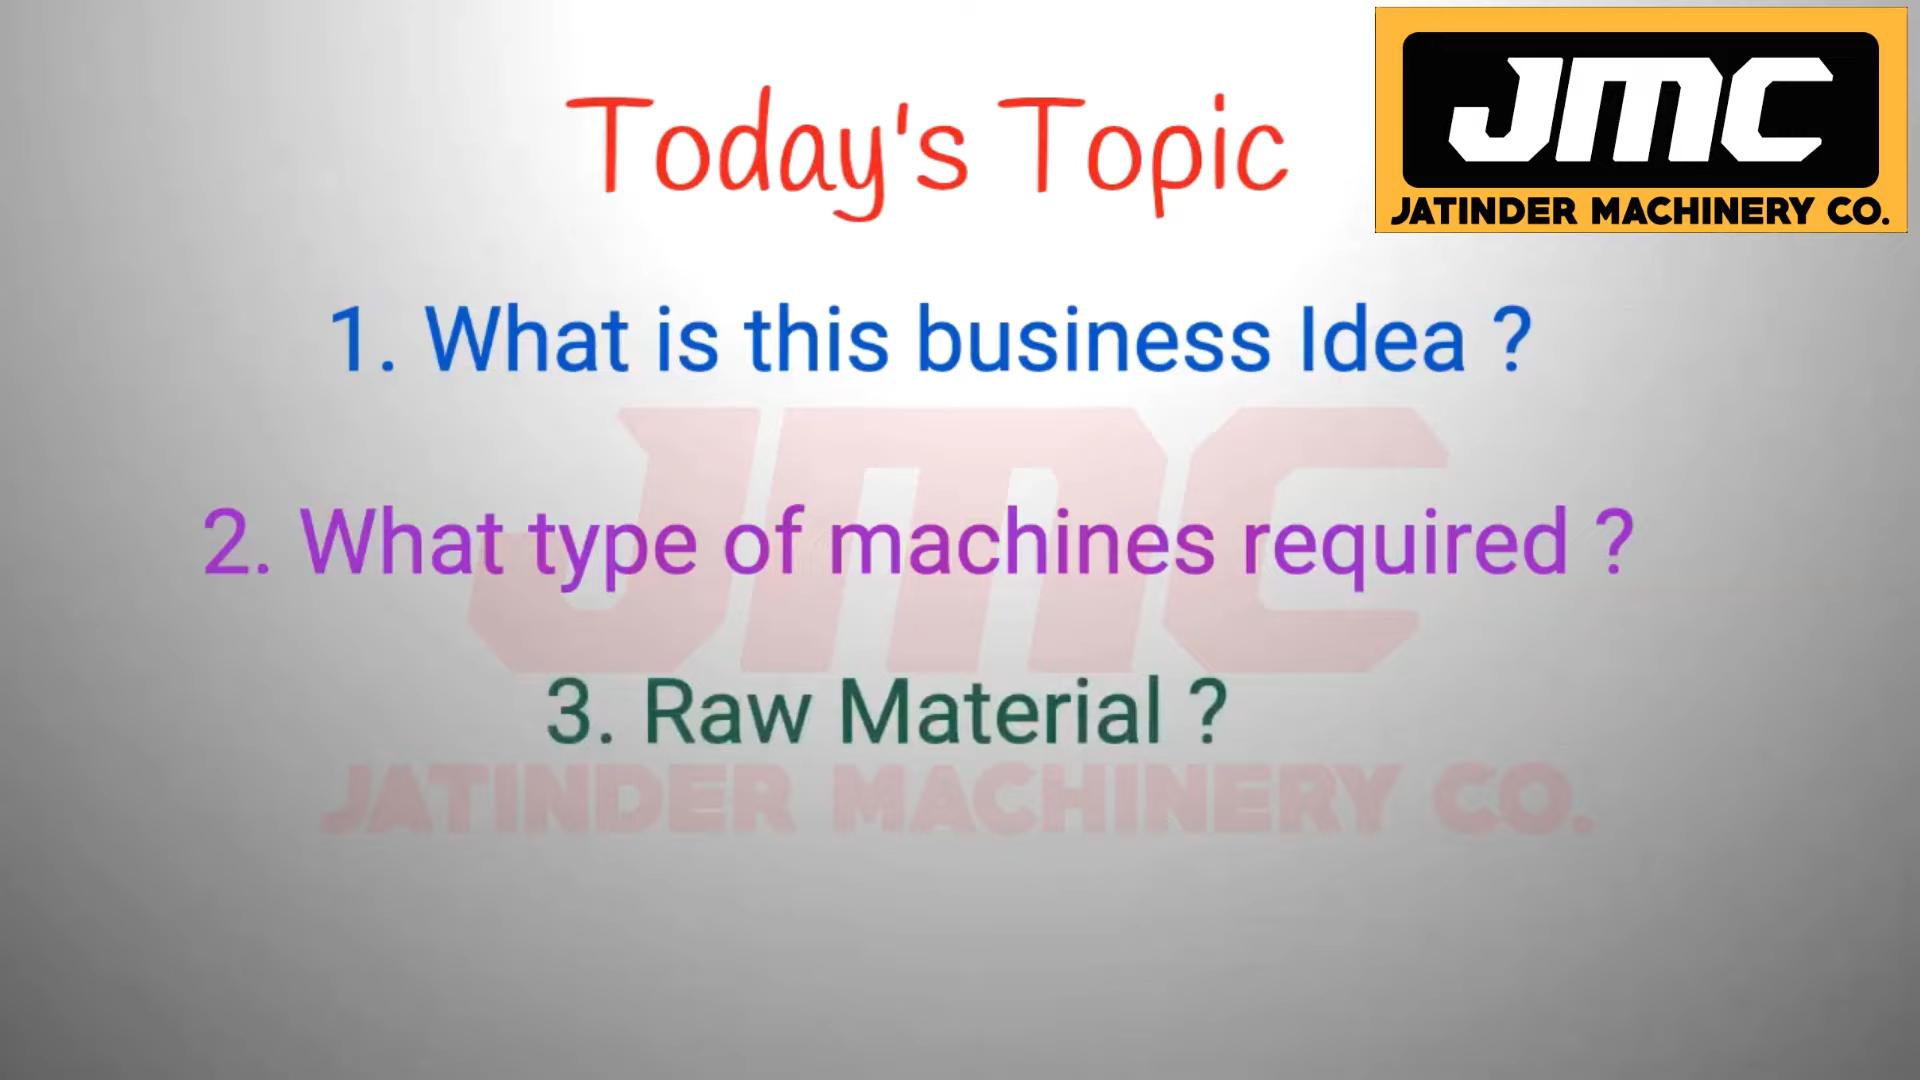 Today's Topic
JMC
JATINDER MACHINERY CO.
1. What is this business Idea ?
JMC
2. What type of machines required ?
3. Raw Material ?
JATINDER MACHINERY CO.